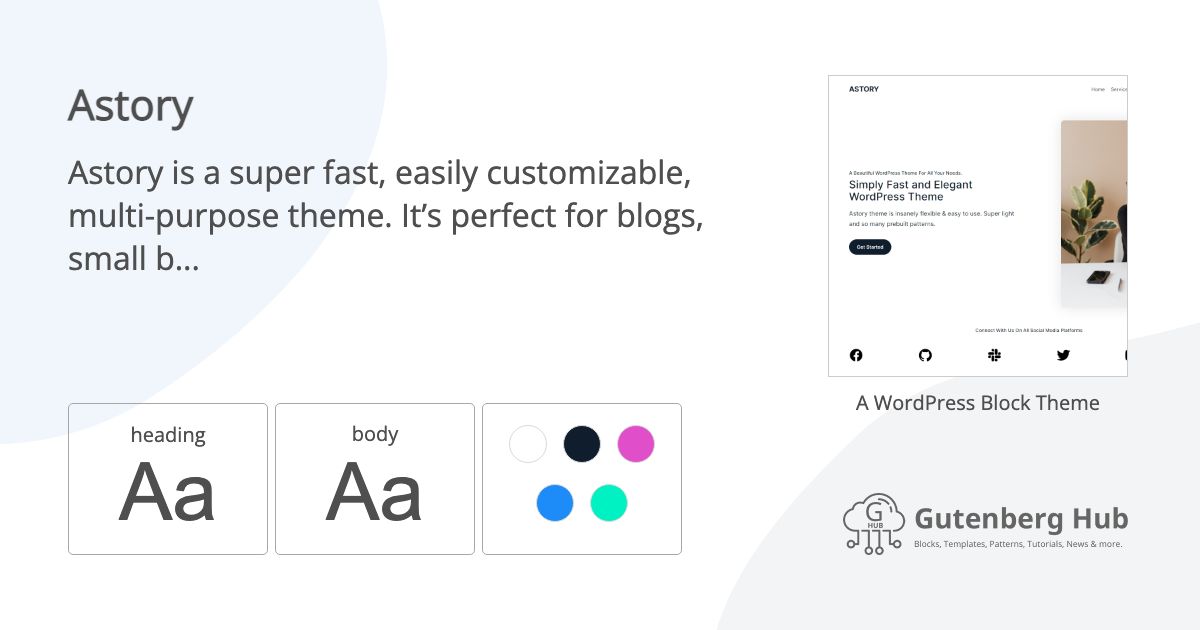 Astory
Astory is a super fast, easily customizable,
multi-purpose theme. It’s perfect for blogs,
small b...
heading
Aa
body
Aa
ASTORY
Home
A Beautiful WordPress Theme For All Your Needs.
Simply Fast and Elegant
WordPress Theme
Astory theme is insanely flexible & easy to use. Super light
and so many prebuilt patterns.
Get Started
Connect With Us On All Social Media Platforms
A WordPress Block Theme
G
HUB
Gutenberg Hub
Blocks, Templates, Patterns, Tutorials, News & more.